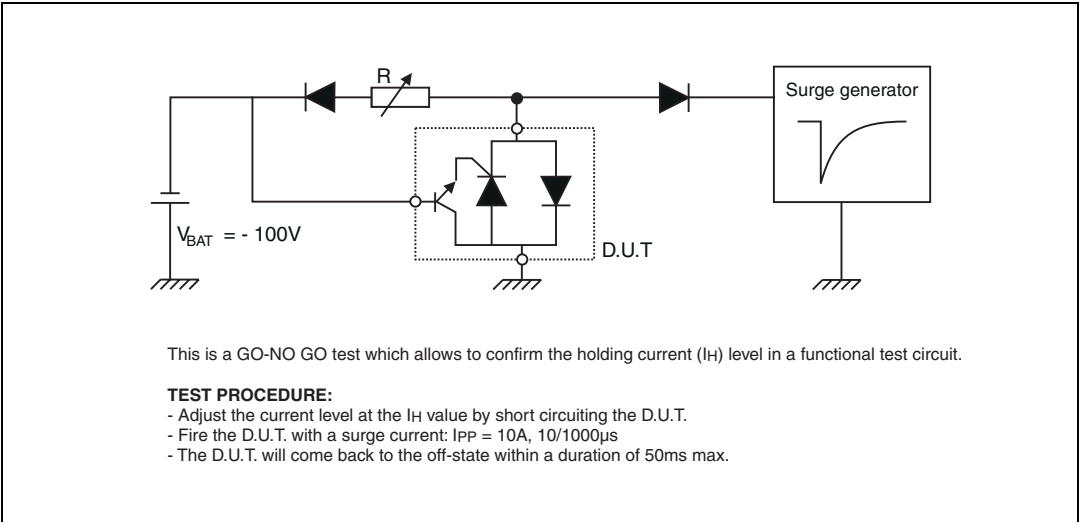 R
Surge generator
VBAT = - 100V
D.U.T
This is a GO-NO GO test which allows to confirm the holding current (IH) level in a functional test circuit.
TEST PROCEDURE:
- Adjust the current level at the IH value by short circuiting the D.U.T.
- Fire the D.U.T. with a surge current: IPP = 10A, 10/1000µs
- The D.U.T. will come back to the off-state within a duration of 50ms max.